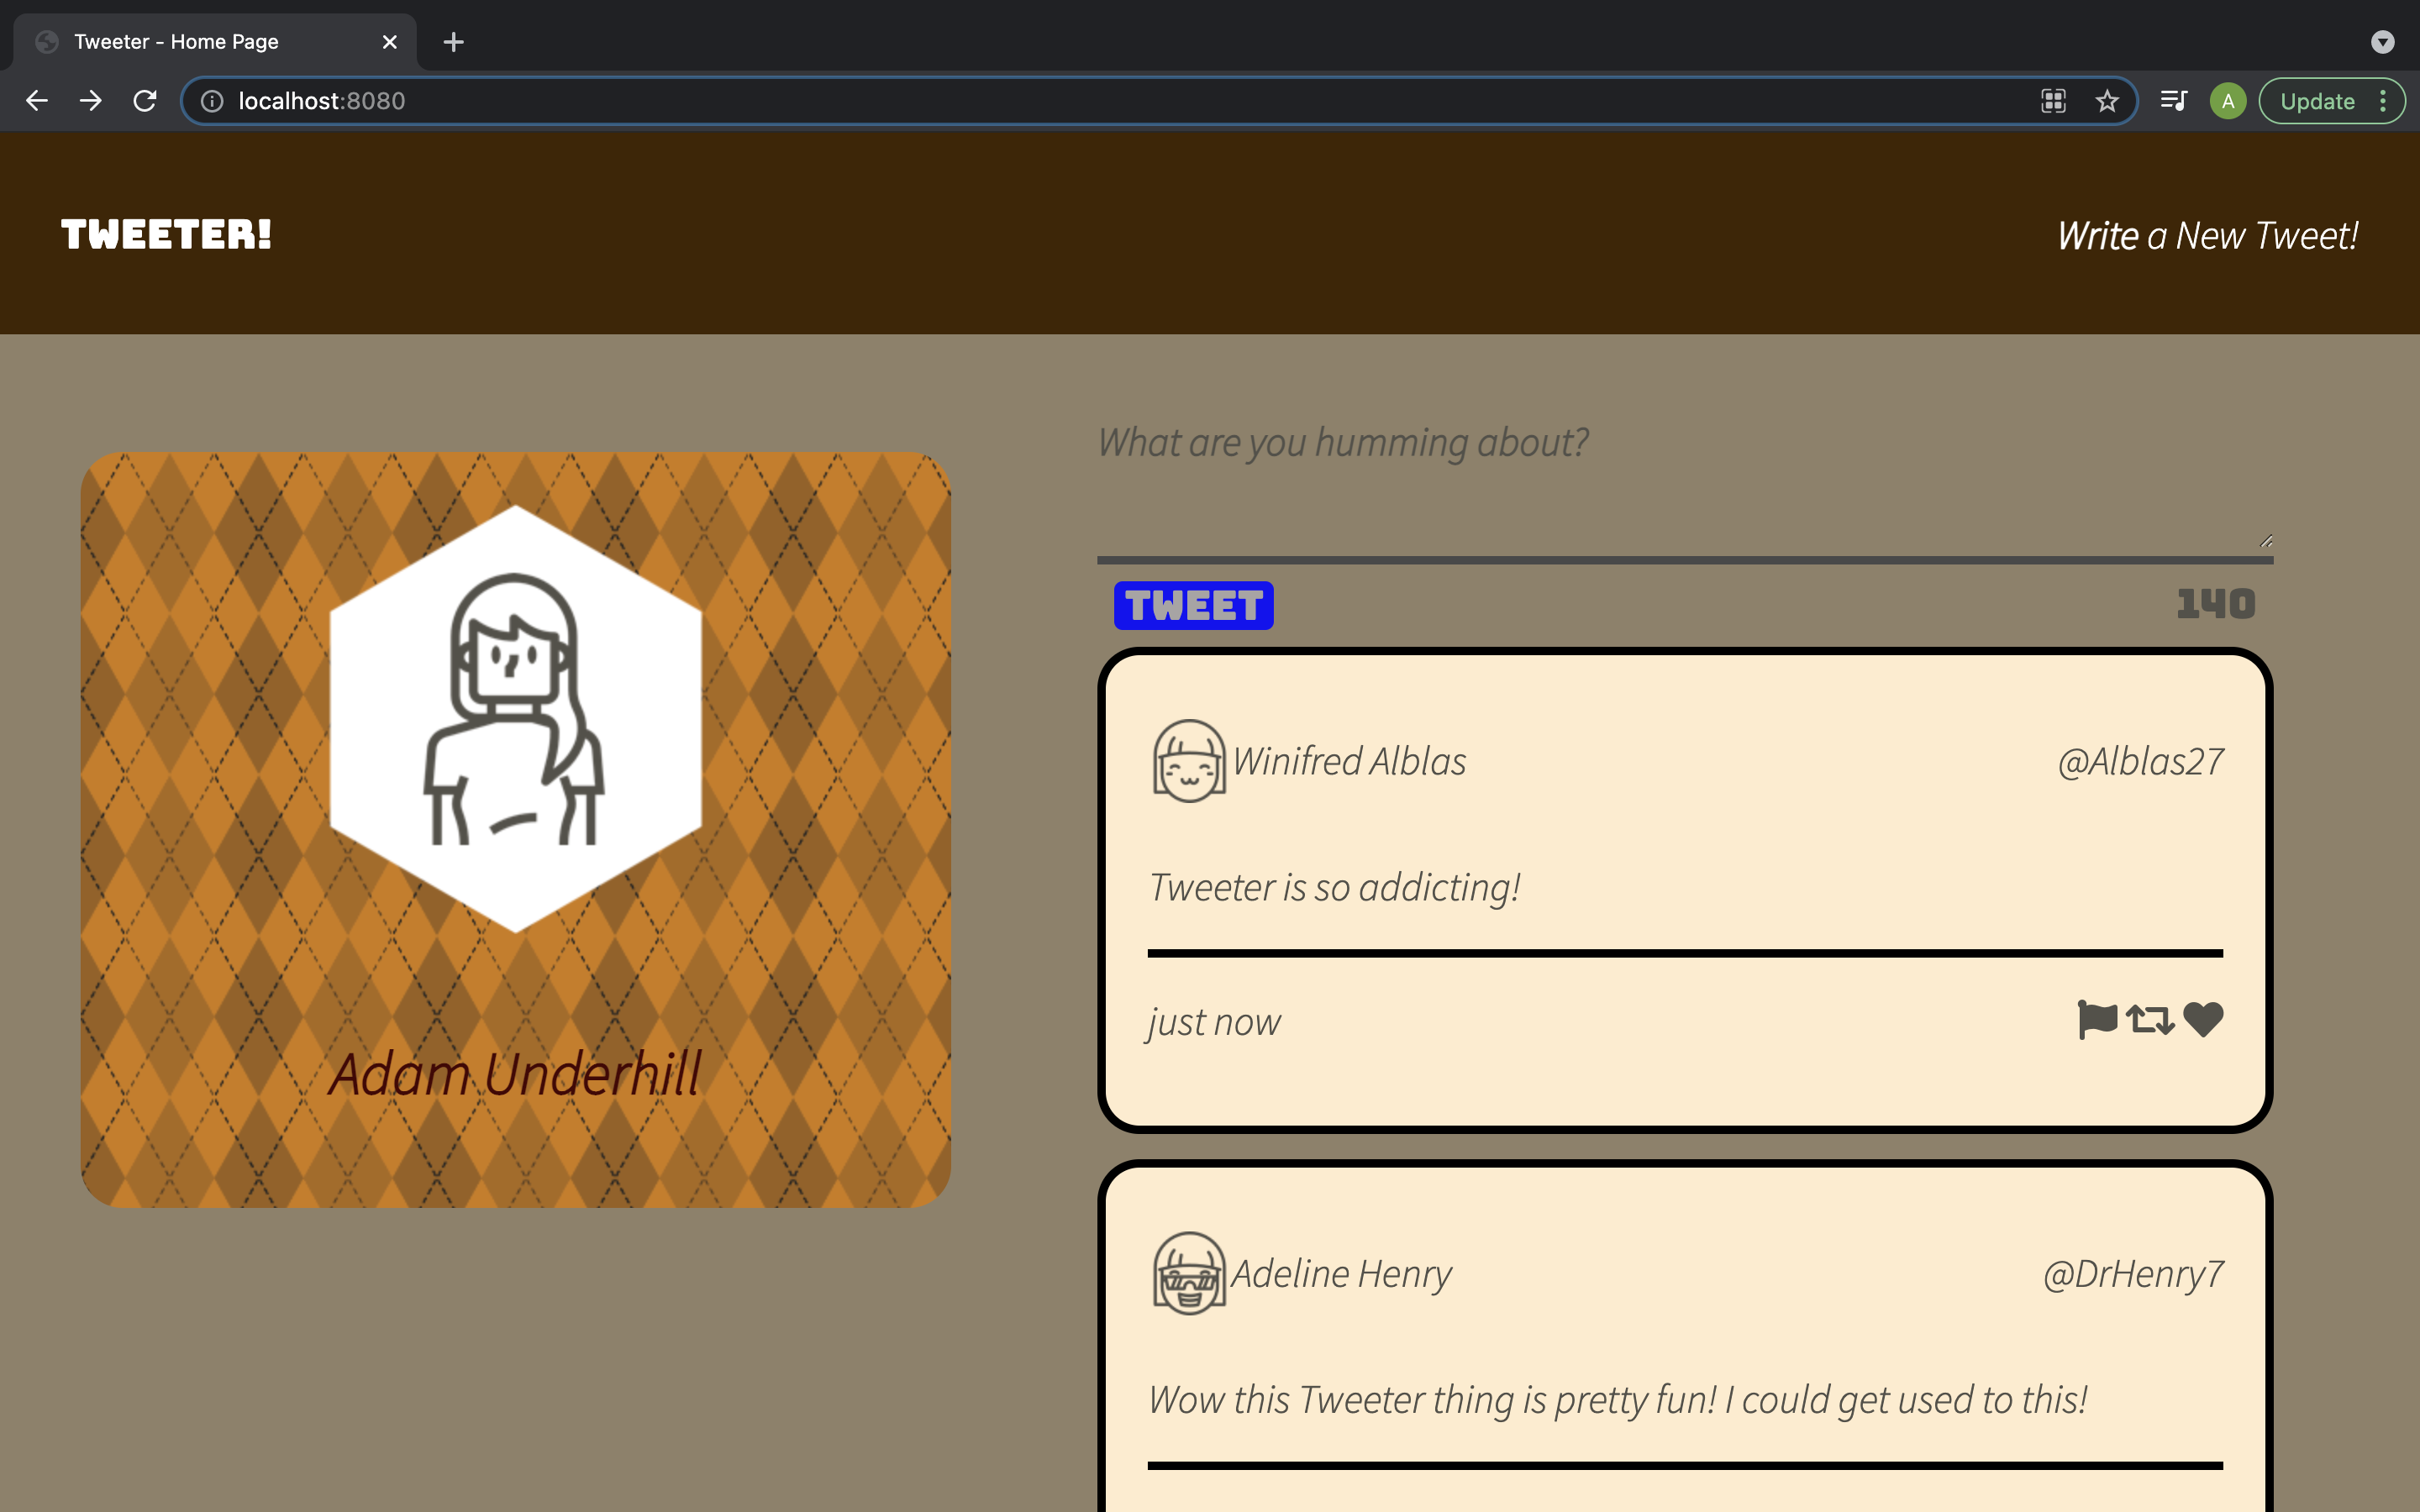 Tweeter - Home Page
localhost:8080
A
Update
TWEETER!
Write a New Tweet!
What are you humming about?
TWEET
140
Adam Underhill
Winifred Alblas
@Alblas27
Tweeter is so addicting!
just now
Adeline Henry
@DrHenry7
Wow this Tweeter thing is pretty fun! I could get used to this!